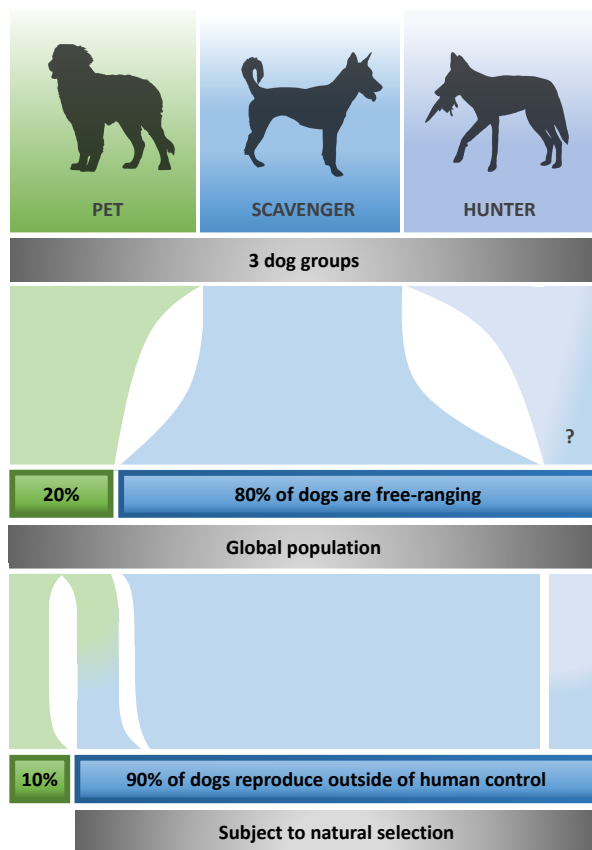 PET
SCAVENGER
HUNTER
3 dog groups
?
20%
80% of dogs are free-ranging
Global population
10%
90% of dogs reproduce outside of human control
Subject to natural selection